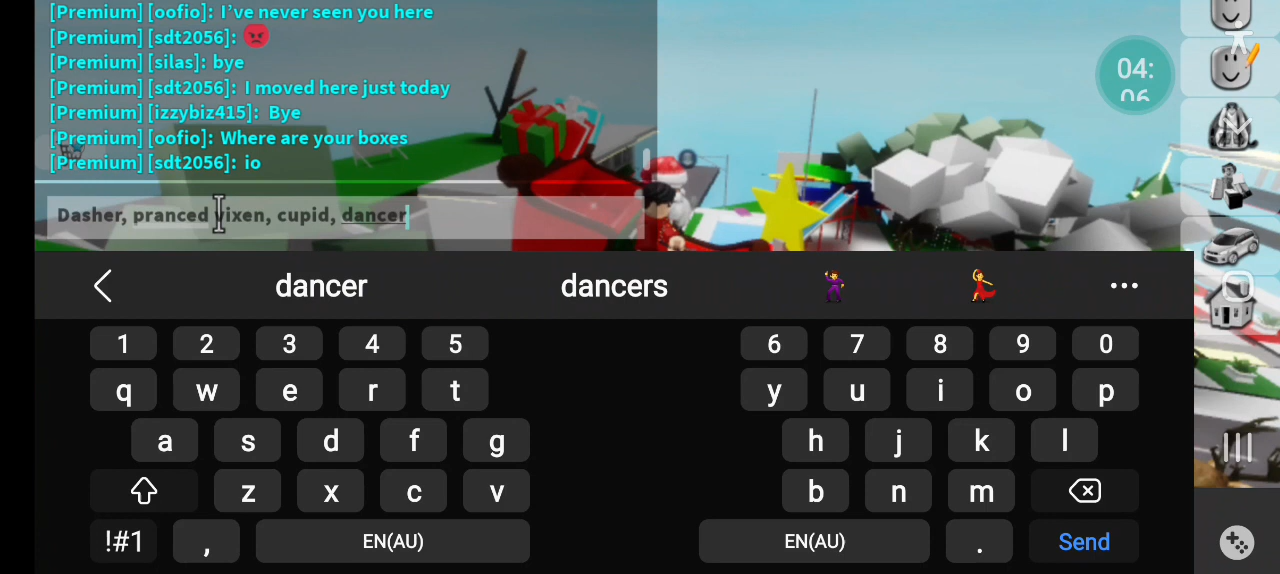 [Premium] [oofio]: I've never seen you here
[Premium] [sdt2056]: 😡
[Premium] [silas]: bye
[Premium] [sdt2056]: I moved here just today
[Premium] [izzybiz415]: Bye
[Premium] [oofio]: Where are your boxes
[Premium] [sdt2056]: io
04:
06
Dasher, pranced vixen, cupid, dancer
dancer dancers
1 2 3 4 5 6 7 8 9 0
q w e r t y u i o p
a s d f g h j k l
z x c v b n m
!#1 , EN(AU) EN(AU) . Send